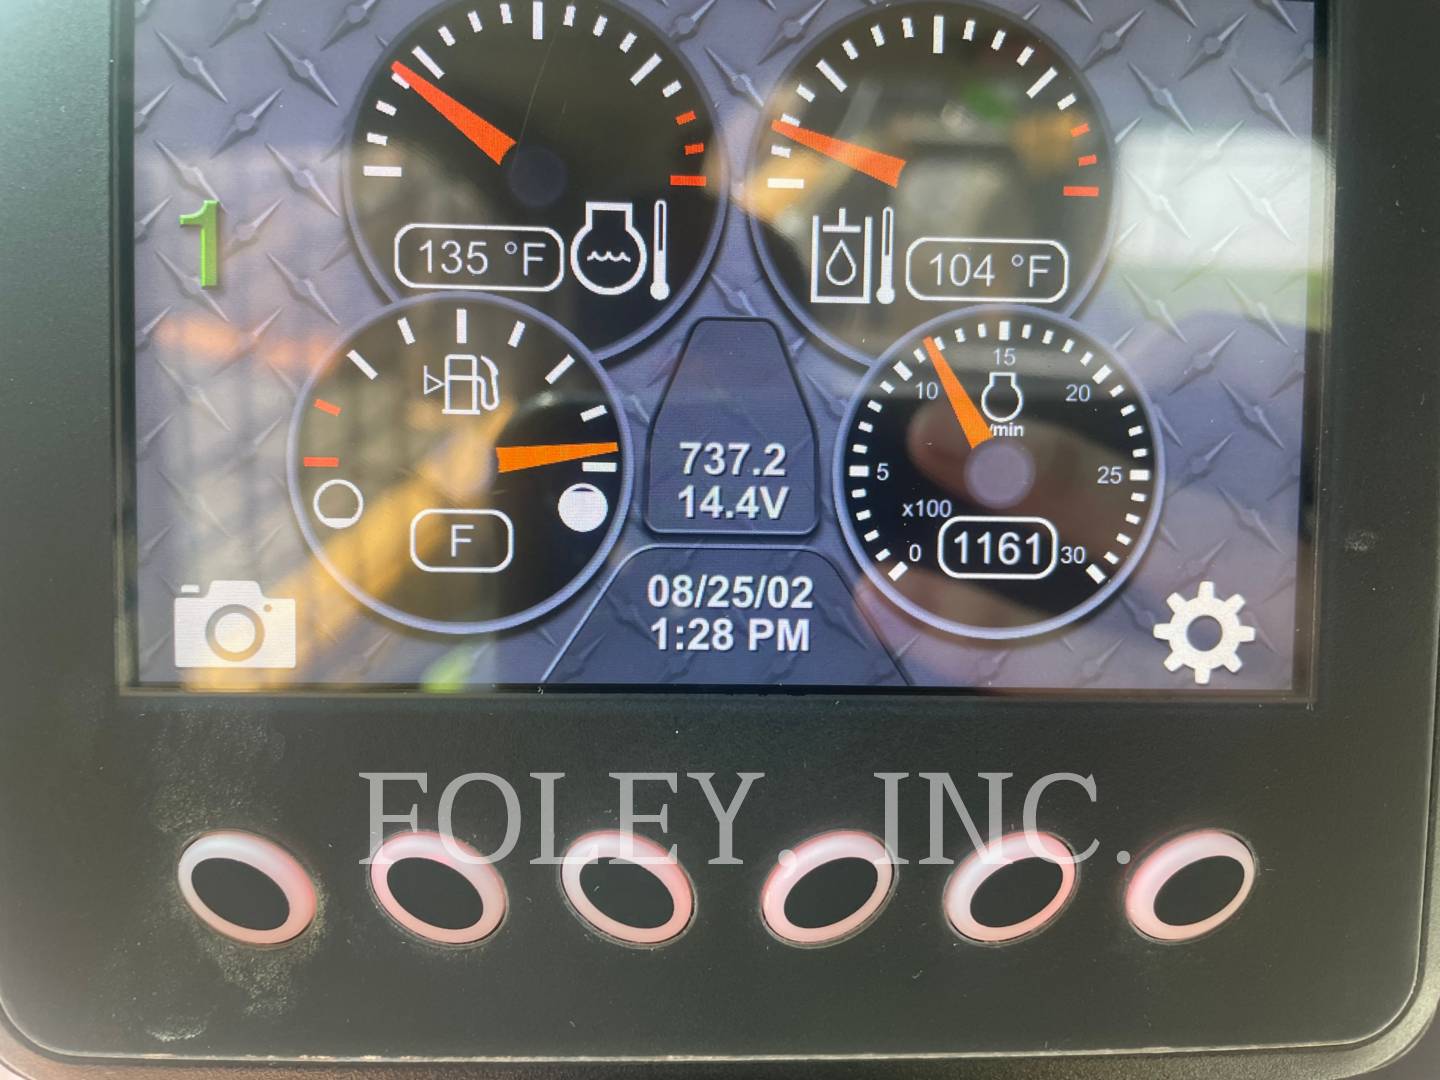 135 °F
104 °F
1
15
10
20
/min
5
25
x100
0
1161
30
F
737.2
14.4V
08/25/02
1:28 PM
FOLEY, INC.